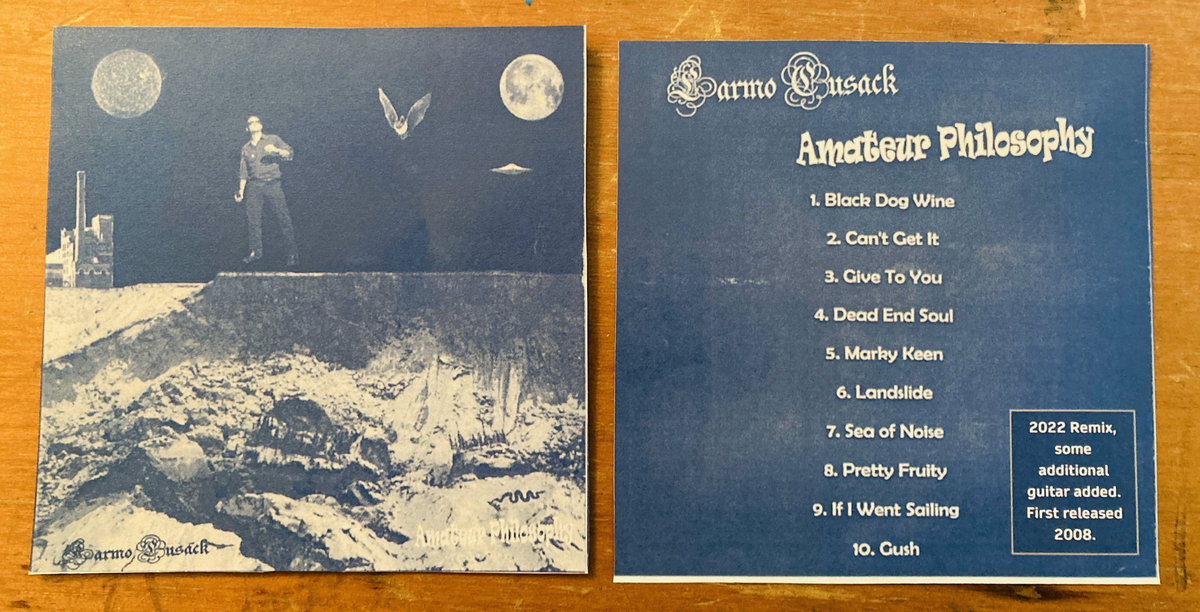 Larmo Cusack
Amateur Philosophy
Larmo Cusack
Amateur Philosophy
1. Black Dog Wine
2. Can't Get It
3. Give To You
4. Dead End Soul
5. Marky Keen
6. Landslide
7. Sea of Noise
8. Pretty Fruity
9. If I Went Sailing
10. Gush
2022 Remix,
some
additional
guitar added.
First released
2008.